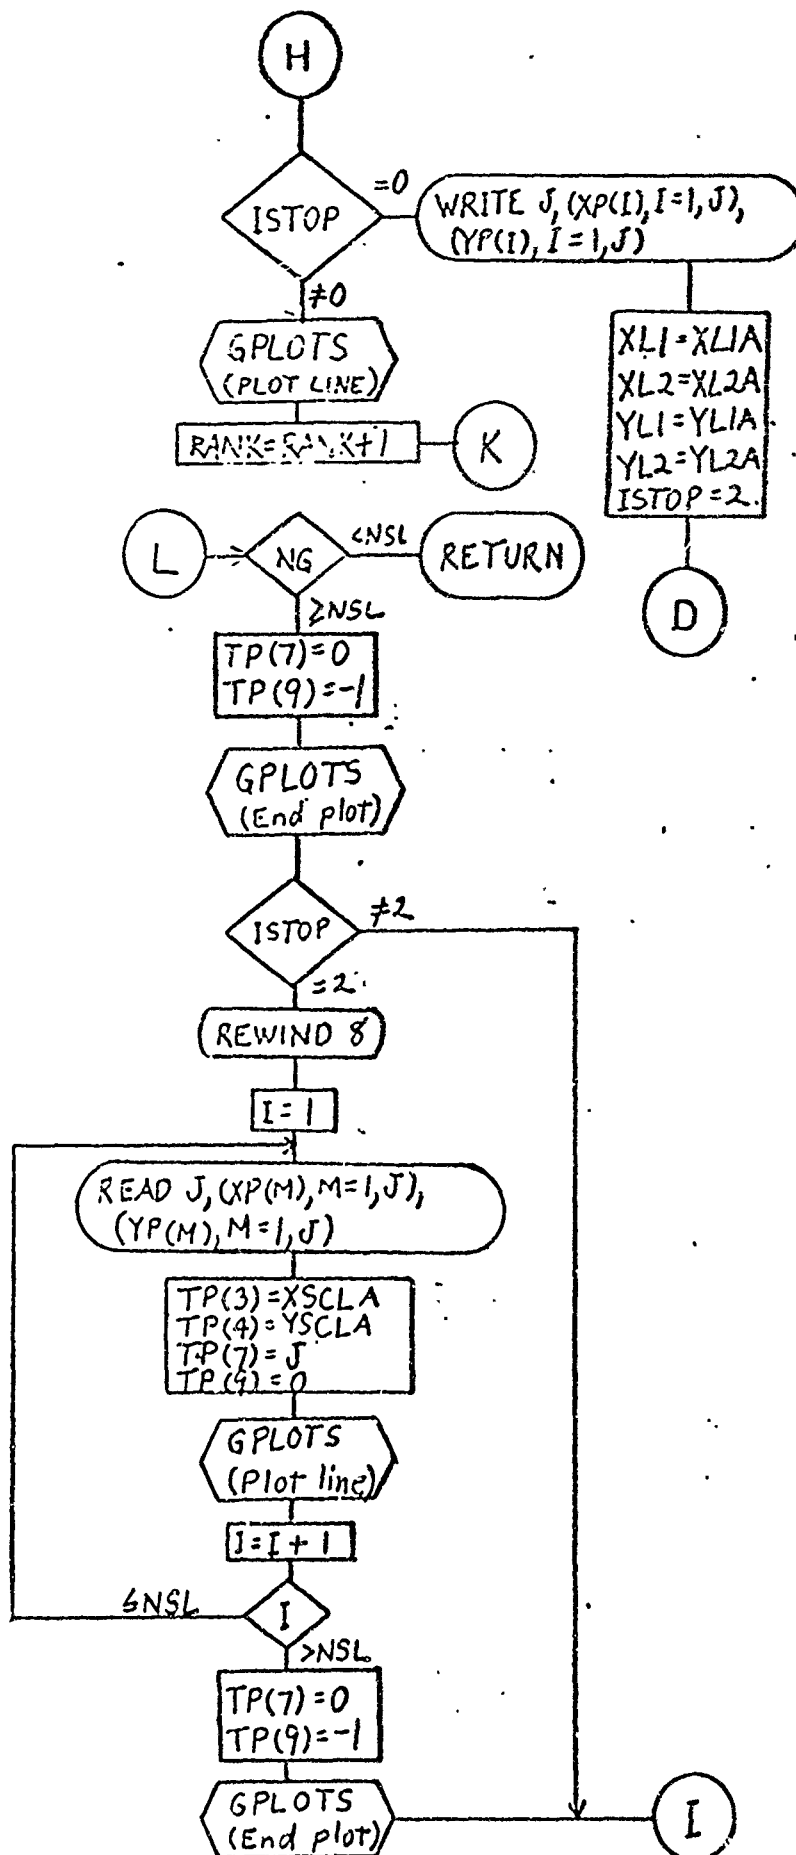 H
ISTOP
=0
WRITE J, (XP(I), I=1, J),
(YP(I), I=1, J)
≠0
GPLOTS
(PLOT LINE)
XL1=XL1A
XL2=XL2A
YL1=YL1A
YL2=YL2A
ISTOP=2.
RANK=RANK+1
K
D
L
NG
<NSL
RETURN
≥NSL
TP(7)=0
TP(9)=-1
GPLOTS
(End plot)
ISTOP
≠2
=2.
REWIND 8
I=1
READ J, (XP(M), M=1, J),
(YP(M), M=1, J)
TP(3)=XSCLA
TP(4)=YSCLA
TP(7)=J
TP(9)=0
GPLOTS
(Plot line)
I=I+1
≤NSL
I
>NSL
TP(7)=0
TP(9)=-1
GPLOTS
(End plot)
I